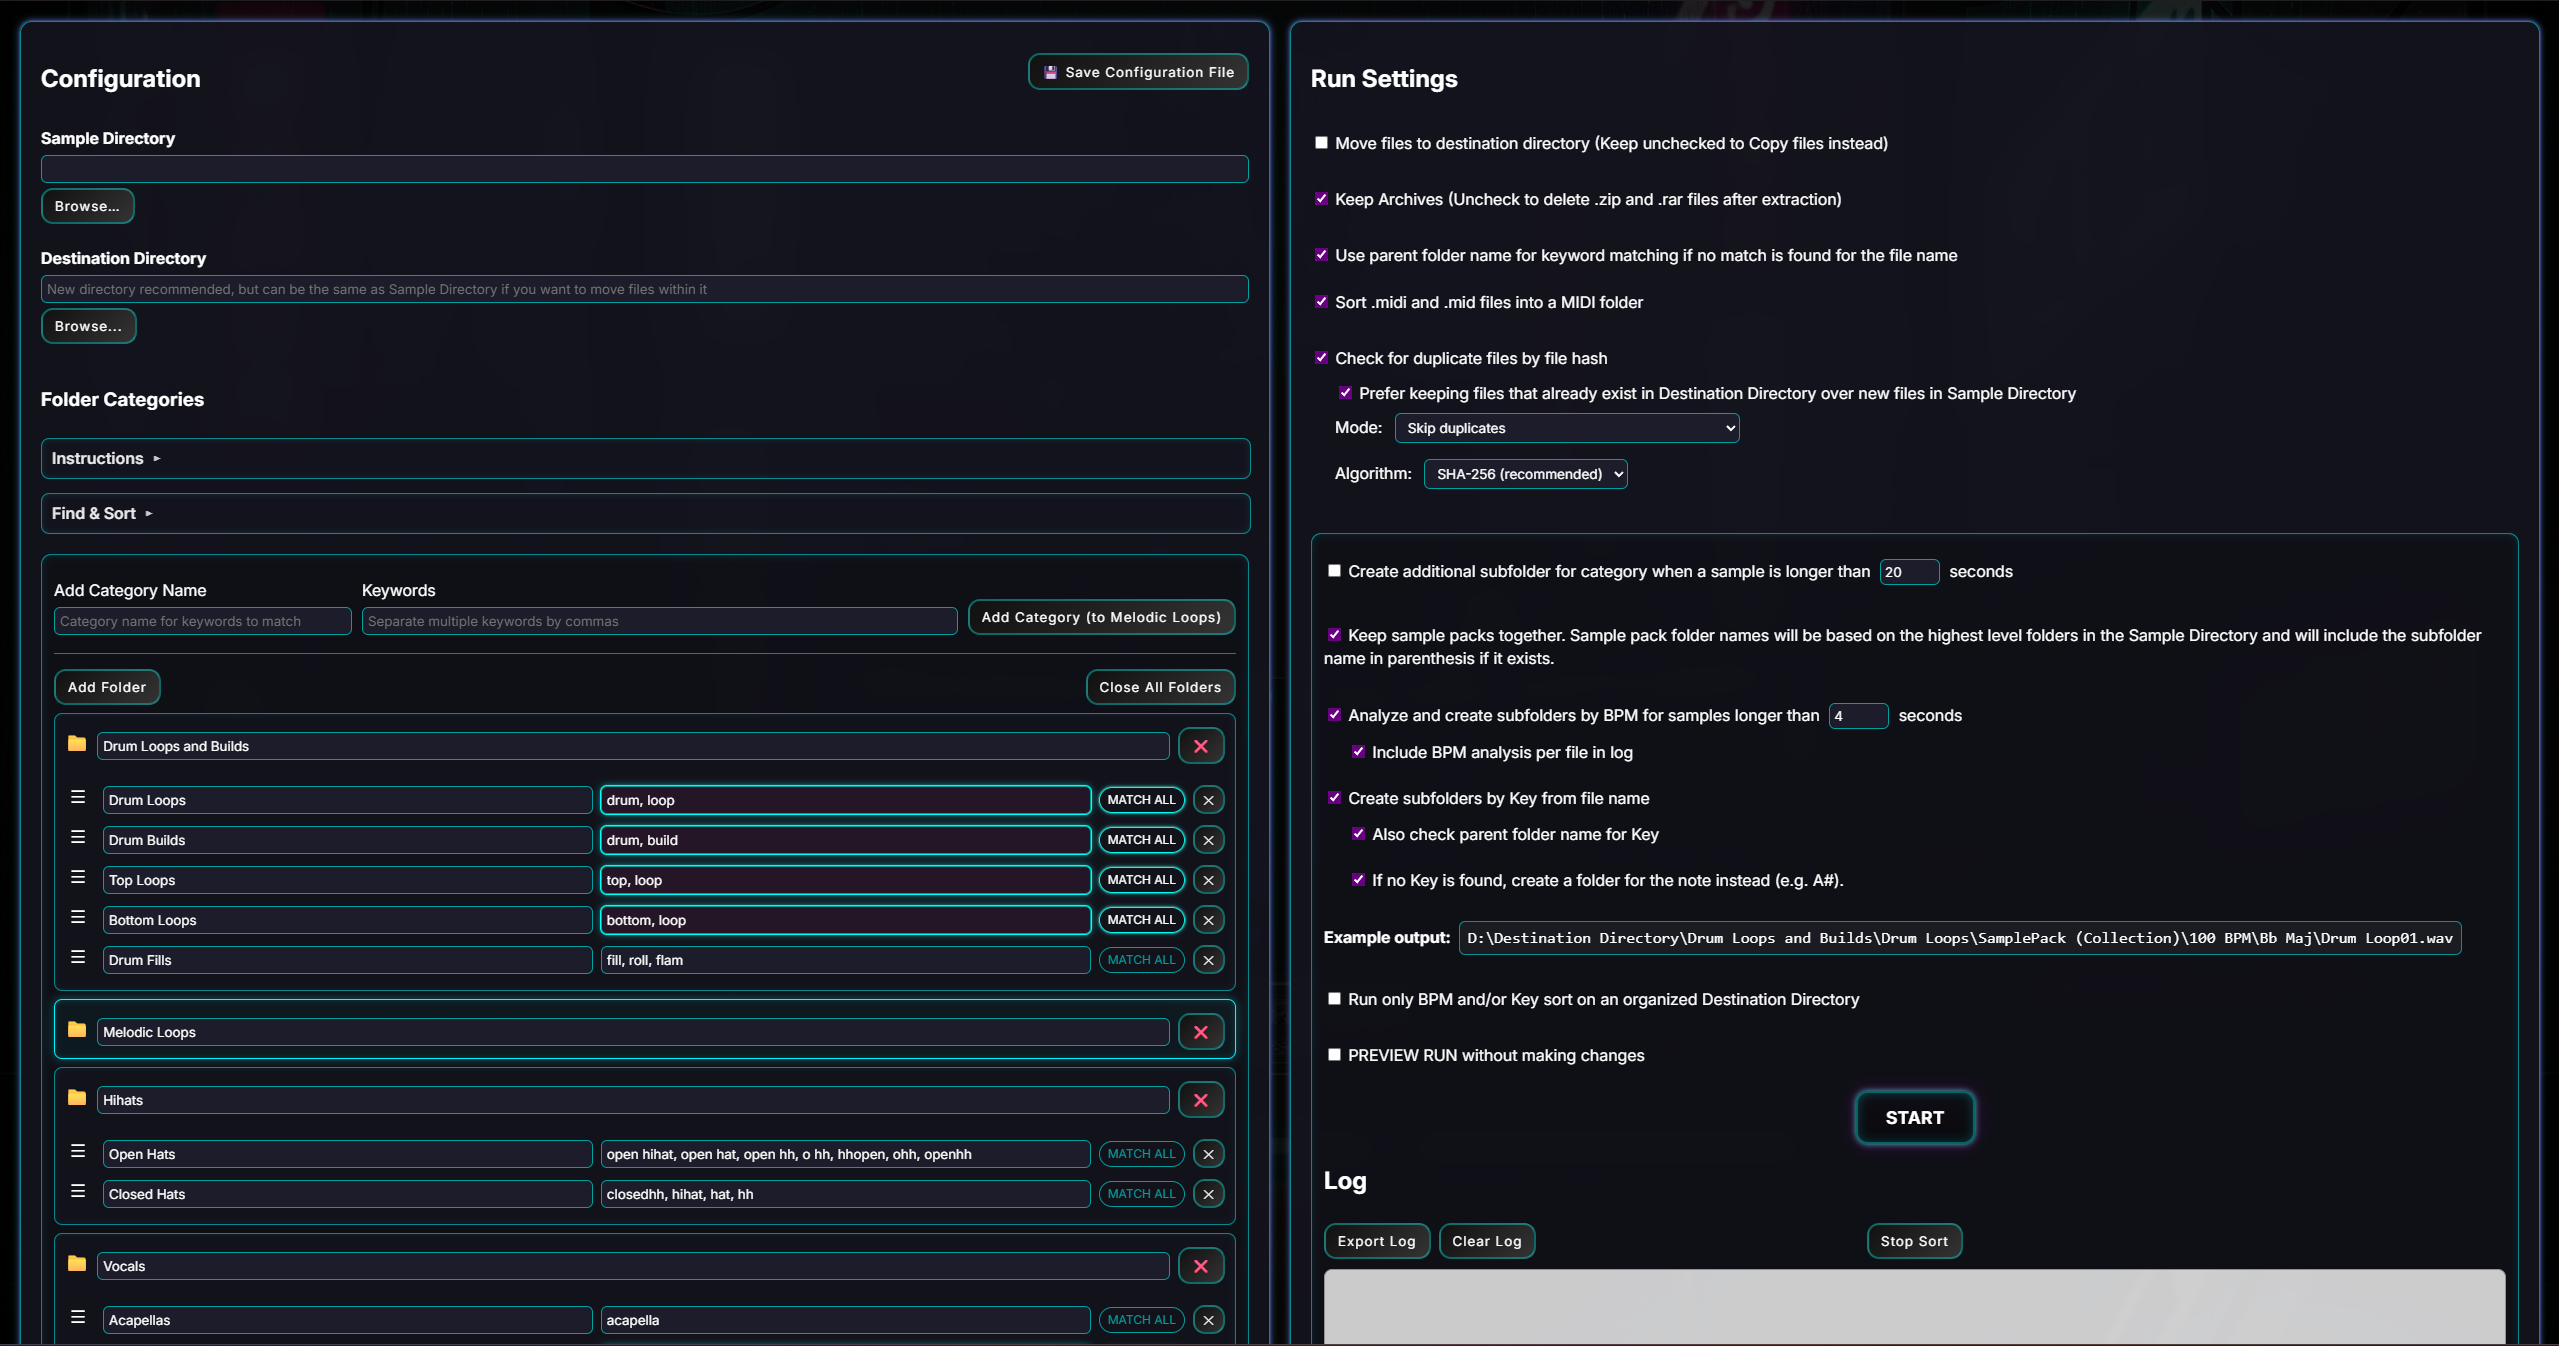 Configuration
Save Configuration File
Sample Directory
Browse...
Destination Directory
New directory recommended, but can be the same as Sample Directory if you want to move files within it
Browse...
Folder Categories
Instructions
Find & Sort
Add Category Name
Keywords
Category name for keywords to match
Separate multiple keywords by commas
Add Category (to Melodic Loops)
Add Folder
Close All Folders
Drum Loops and Builds
Drum Loops
drum, loop
MATCH ALL
Drum Builds
drum, build
MATCH ALL
Top Loops
top, loop
MATCH ALL
Bottom Loops
bottom, loop
MATCH ALL
Drum Fills
fill, roll, flam
MATCH ALL
Melodic Loops
Hihats
Open Hats
open hihat, open hat, open hh, o hh, hhopen, ohh, openhh
MATCH ALL
Closed Hats
closedhh, hihat, hat, hh
MATCH ALL
Vocals
Acapellas
acapella
MATCH ALL
Run Settings
Move files to destination directory (Keep unchecked to Copy files instead)
Keep Archives (Uncheck to delete .zip and .rar files after extraction)
Use parent folder name for keyword matching if no match is found for the file name
Sort .midi and .mid files into a MIDI folder
Check for duplicate files by file hash
Prefer keeping files that already exist in Destination Directory over new files in Sample Directory
Mode: Skip duplicates
Algorithm: SHA-256 (recommended)
Create additional subfolder for category when a sample is longer than 20 seconds
Keep sample packs together. Sample pack folder names will be based on the highest level folders in the Sample Directory and will include the subfolder
name in parenthesis if it exists.
Analyze and create subfolders by BPM for samples longer than 4 seconds
Include BPM analysis per file in log
Create subfolders by Key from file name
Also check parent folder name for Key
If no Key is found, create a folder for the note instead (e.g. A#).
Example output: D:\Destination Directory\Drum Loops and Builds\Drum Loops\SamplePack (Collection)\100 BPM\Bb Maj\Drum Loop01.wav
Run only BPM and/or Key sort on an organized Destination Directory
PREVIEW RUN without making changes
START
Log
Export Log
Clear Log
Stop Sort